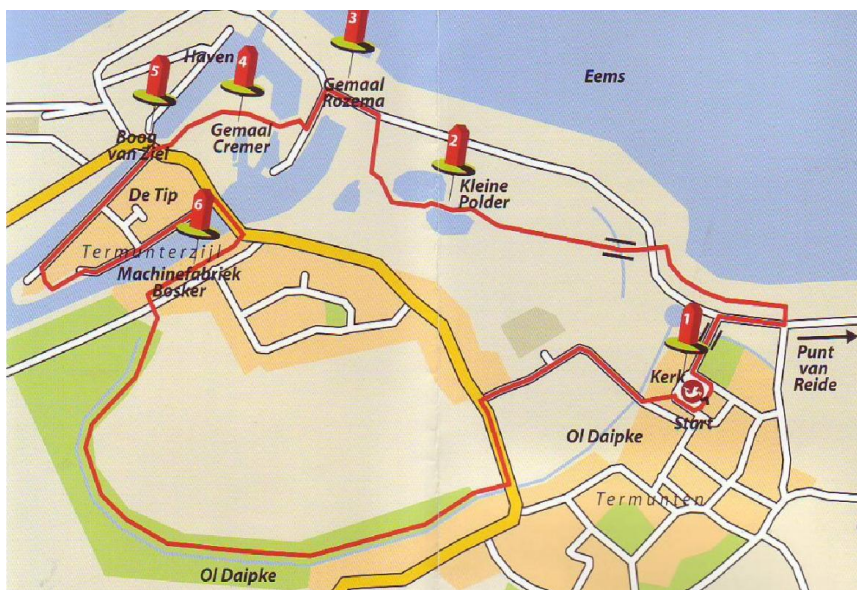 3
Haven
4
5
Gemaal
Rozema
Eems
Boog
van Ziel
Gemaal
Cremer
2
Kleine
Polder
De Tip
6
Termunterzijl
Machinefabriek
Bosker
1
Punt
van
Reide
Kerk
Start
Ol Daipke
Termunten
Ol Daipke